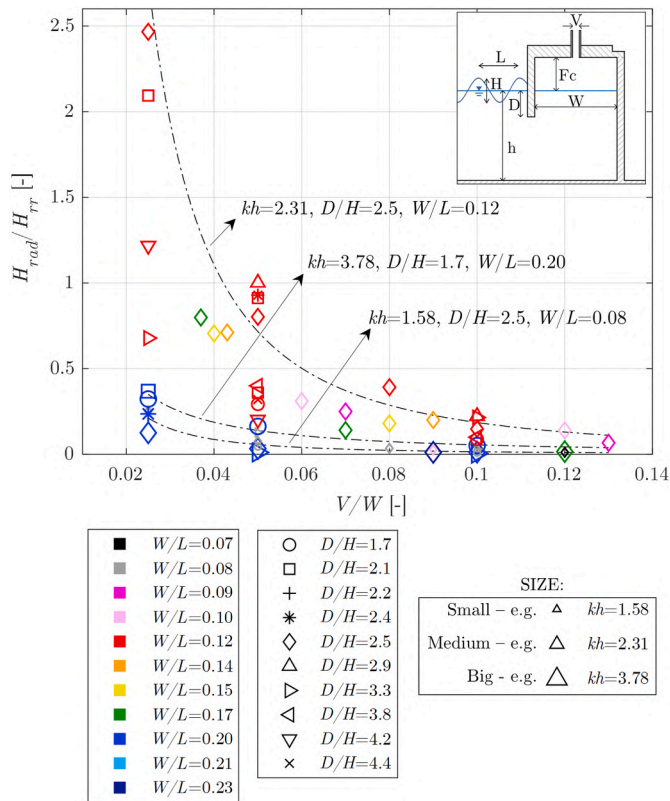 2.5
2
1.5
1
0.5
0
H_rad/H_rr [-]
V
L
H
Fc
D
W
h
kh=2.31, D/H=2.5, W/L=0.12
kh=3.78, D/H=1.7, W/L=0.20
kh=1.58, D/H=2.5, W/L=0.08
0.02 0.04 0.06 0.08 0.1 0.12 0.14
V/W [-]
W/L=0.07
W/L=0.08
W/L=0.09
W/L=0.10
W/L=0.12
W/L=0.14
W/L=0.15
W/L=0.17
W/L=0.20
W/L=0.21
W/L=0.23
D/H=1.7
D/H=2.1
D/H=2.2
D/H=2.4
D/H=2.5
D/H=2.9
D/H=3.3
D/H=3.8
D/H=4.2
D/H=4.4
SIZE:
Small – e.g. kh=1.58
Medium – e.g. kh=2.31
Big - e.g. kh=3.78